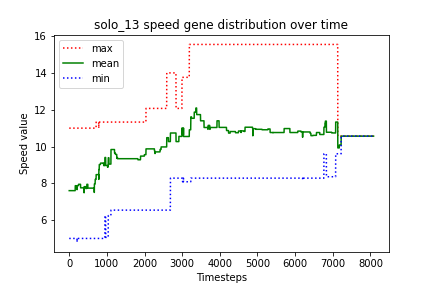 solo_13 speed gene distribution over time
16
14
12
10
8
6
Speed value
max
mean
min
0 1000 2000 3000 4000 5000 6000 7000 8000
Timesteps